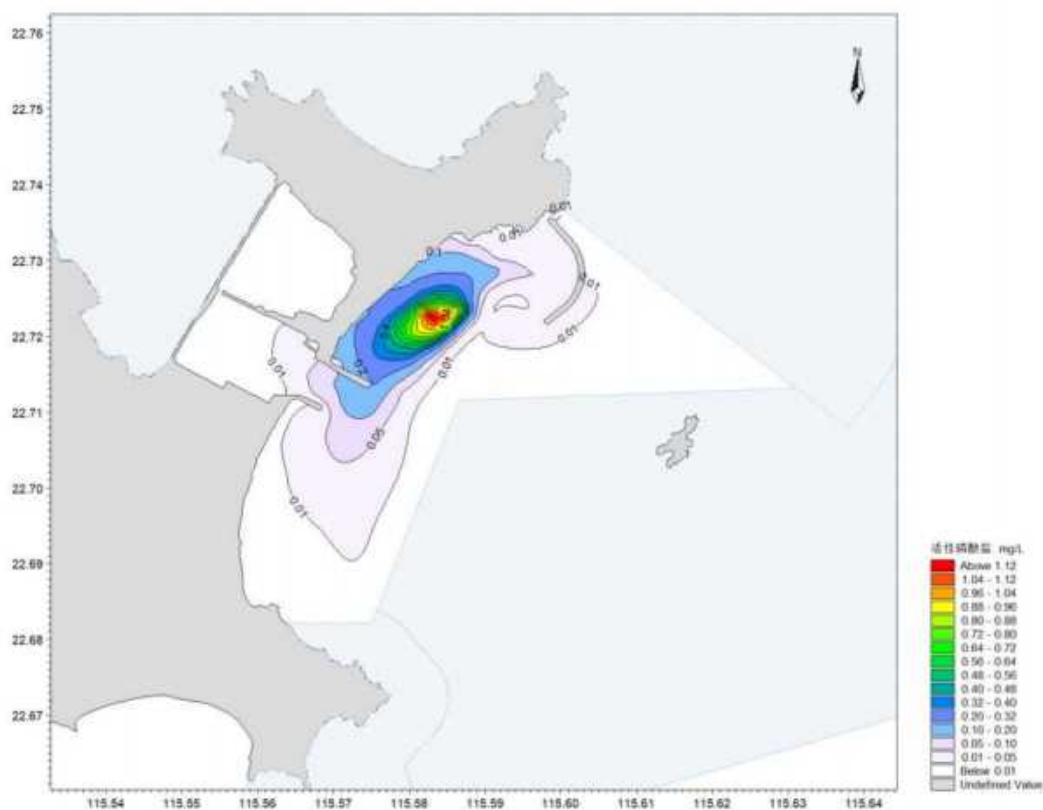 22.76
22.75
22.74
22.73
22.72
22.71
22.70
22.69
22.68
22.67
N
0.01
0.01
0.1
0.01
0.01
0.01
0.01
0.05
0.01
115.54
115.55
115.56
115.57
115.58
115.59
115.60
115.61
115.62
115.63
115.64
活性磷酸盐 mg/L
Above 1.12
1.04 - 1.12
0.96 - 1.04
0.88 - 0.96
0.80 - 0.88
0.72 - 0.80
0.64 - 0.72
0.56 - 0.64
0.48 - 0.56
0.40 - 0.48
0.32 - 0.40
0.20 - 0.32
0.10 - 0.20
0.05 - 0.10
0.01 - 0.05
Below 0.01
Undefined Value